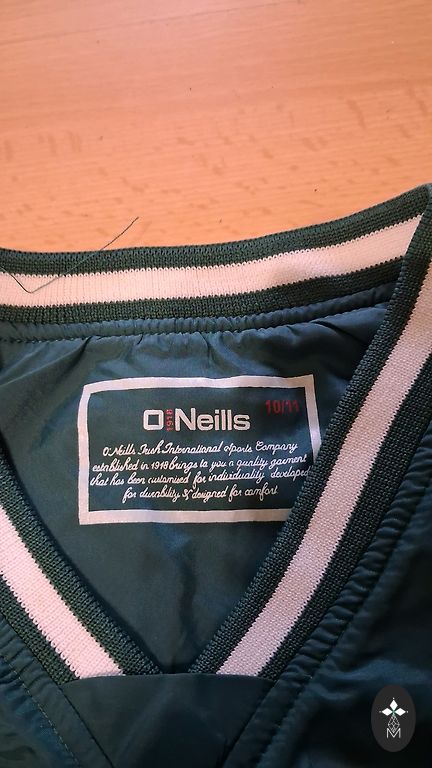 O 1918 Neills 10/11
O'Neills Irish International Sports Company
established in 1918 brings to you a quality garment
that has been customised for individuality developed
for durability & designed for comfort